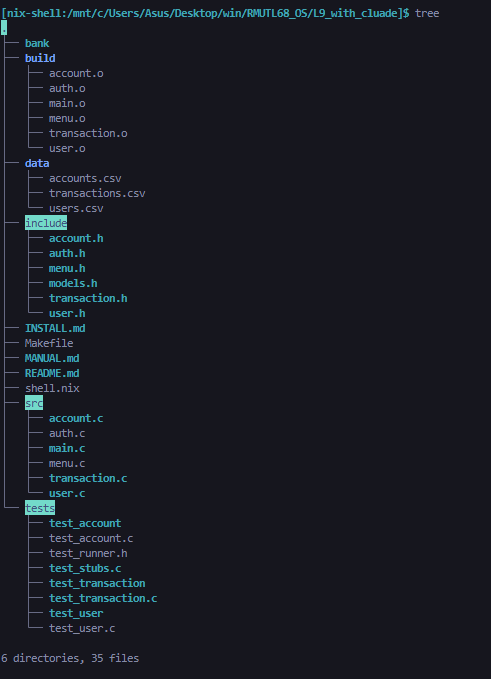 [nix-shell:/mnt/c/Users/Asus/Desktop/win/RMUTL68_OS/L9_with_cluade]$ tree
.
├── bank
├── build
│   ├── account.o
│   ├── auth.o
│   ├── main.o
│   ├── menu.o
│   ├── transaction.o
│   └── user.o
├── data
│   ├── accounts.csv
│   ├── transactions.csv
│   └── users.csv
├── include
│   ├── account.h
│   ├── auth.h
│   ├── menu.h
│   ├── models.h
│   ├── transaction.h
│   └── user.h
├── INSTALL.md
├── Makefile
├── MANUAL.md
├── README.md
├── shell.nix
├── src
│   ├── account.c
│   ├── auth.c
│   ├── main.c
│   ├── menu.c
│   ├── transaction.c
│   └── user.c
└── tests
    ├── test_account
    ├── test_account.c
    ├── test_runner.h
    ├── test_stubs.c
    ├── test_transaction
    ├── test_transaction.c
    ├── test_user
    └── test_user.c
6 directories, 35 files